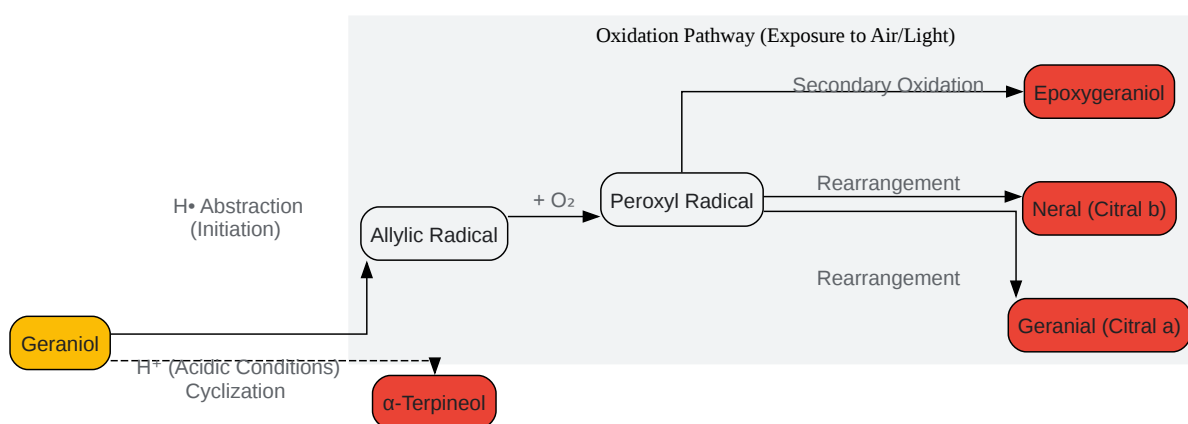 Oxidation Pathway (Exposure to Air/Light)
Secondary Oxidation
Epoxygeraniol
H• Abstraction
(Initiation)
+ O₂
Peroxyl Radical
Rearrangement
Neral (Citral b)
Allylic Radical
Rearrangement
Geraniol
Geranial (Citral a)
H⁺ (Acidic Conditions)
Cyclization
α-Terpineol